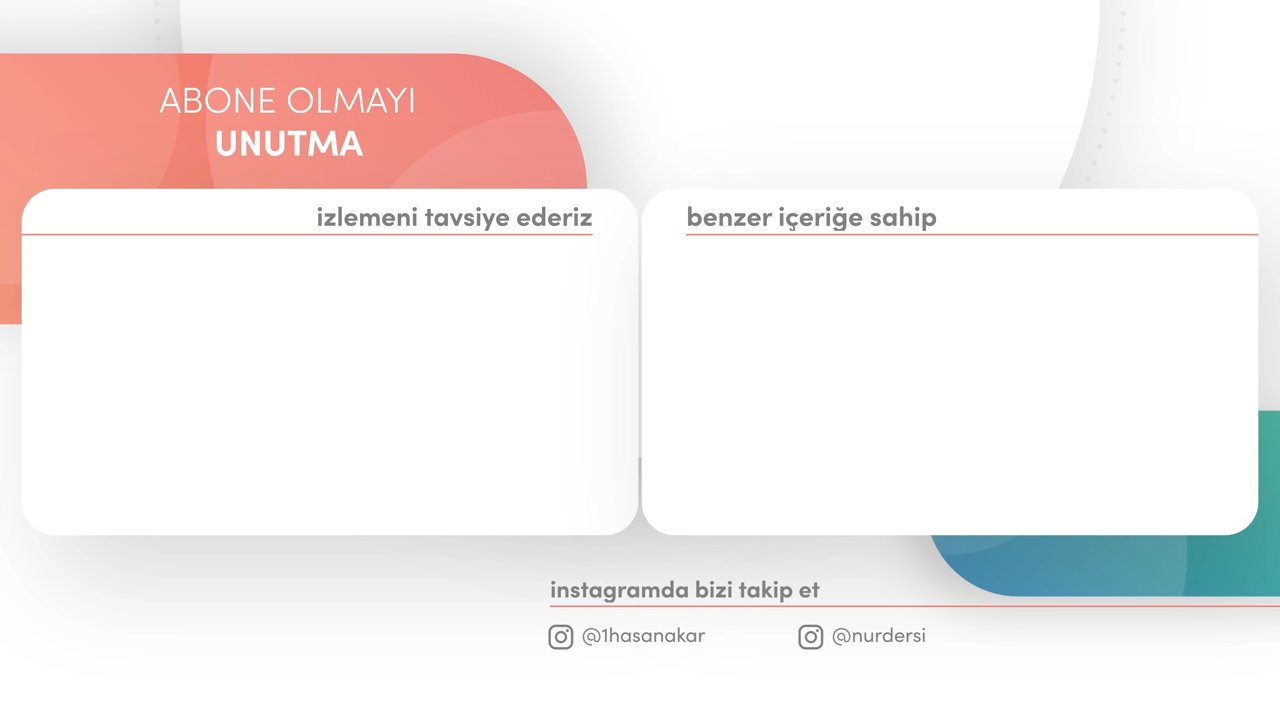 ABONE OLMAYI
UNUTMA
izlemeni tavsiye ederiz
benzer içeriğe sahip
instagramda bizi takip et
@1hasanakar
@nurdersi